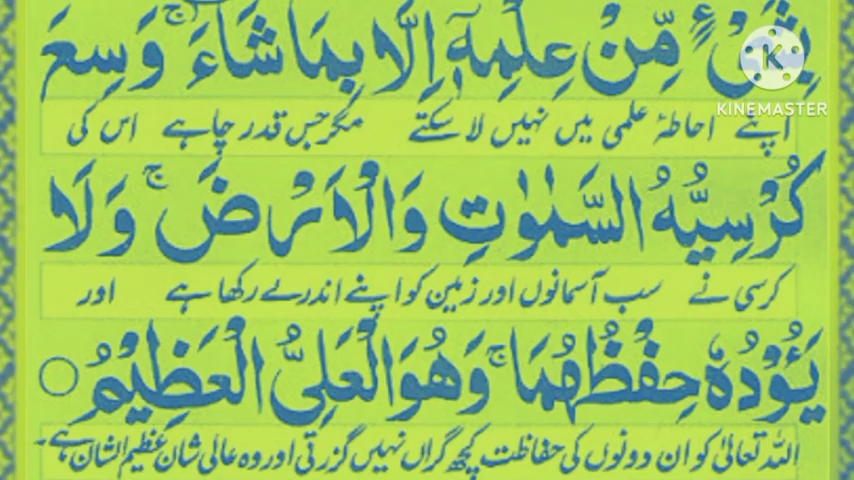 بِشَیْءٍ مِّنْ عِلْمِہٖۤ اِلَّا بِمَا شَآءَ ۚ وَسِعَ
اپنے احاطۂ علمی میں نہیں لا سکتے مگر جس قدر چاہے اس کی
کُرْسِیُّہُ السَّمٰوٰتِ وَالْاَرْضَ ۚ وَلَا
کرسی نے سب آسمانوں اور زمین کو اپنے اندر لے رکھا ہے اور
یَـُٔوْدُہٗ حِفْظُہُمَا ۚ وَہُوَ الْعَلِیُّ الْعَظِیْمُ ○
اللہ تعالیٰ کو ان دونوں کی حفاظت کچھ گراں نہیں گزرتی اور وہ عالی شان عظیم الشان ہے۔
KINEMASTER